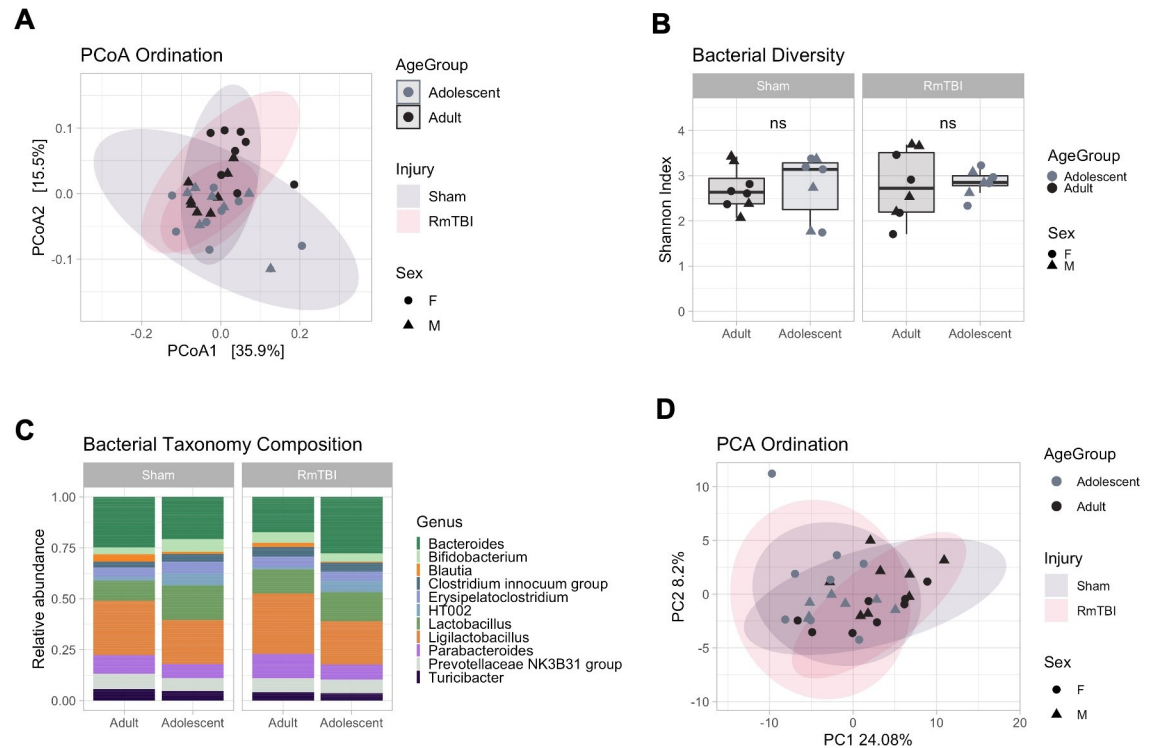 A
PCoA Ordination
0.1
0.0
-0.1
-0.2
0.0
0.2
PCoA2 [15.5%]
PCoA1 [35.9%]
AgeGroup
Adolescent
Adult
Injury
Sham
RmTBI
Sex
F
M
B
Bacterial Diversity
Sham
RmTBI
ns
ns
4
3
2
1
0
Shannon Index
Adult
Adolescent
Adult
Adolescent
AgeGroup
Adolescent
Adult
Sex
F
M
C
Bacterial Taxonomy Composition
Sham
RmTBI
1.00
0.75
0.50
0.25
0.00
Relative abundance
Adult
Adolescent
Adult
Adolescent
Genus
Bacteroides
Bifidobacterium
Blautia
Clostridium innocuum group
Erysipelatoclostridium
HT002
Lactobacillus
Ligilactobacillus
Parabacteroides
Prevotellaceae NK3B31 group
Turicibacter
D
PCA Ordination
10
5
0
-5
-10
-10
0
10
20
PC2 8.2%
PC1 24.08%
AgeGroup
Adolescent
Adult
Injury
Sham
RmTBI
Sex
F
M